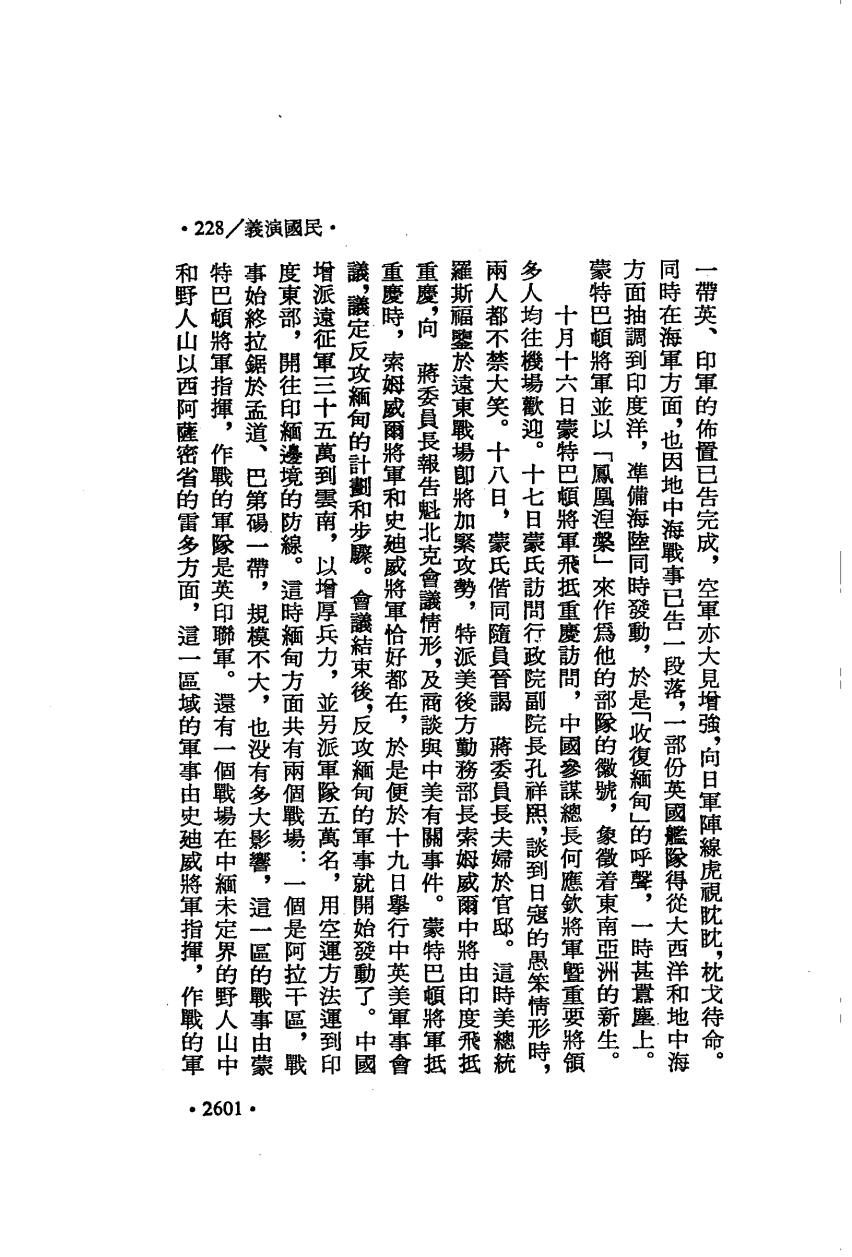 •228／義演國民•
一帶英、印軍的佈置已告完成，空軍亦大見增強，向日軍陣線虎視眈眈，枕戈待命。
同時在海軍方面，也因地中海戰事已告一段落，一部份英國艦隊得從大西洋和地中海
方面抽調到印度洋，準備海陸同時發動，於是「收復緬甸」的呼聲，一時甚囂塵上。
蒙特巴頓將軍並以「鳳凰涅槃」來作爲他的部隊的徽號，象徵着東南亞洲的新生。
十月十六日蒙特巴頓將軍飛抵重慶訪問，中國參謀總長何應欽將軍暨重要將領
多人均往機場歡迎。十七日蒙氏訪問行政院副院長孔祥熙，談到日寇的愚笨情形時，
兩人都不禁大笑。十八日，蒙氏偕同隨員晉謁　蔣委員長夫婦於官邸。這時美總統
羅斯福鑒於遠東戰場卽將加緊攻勢，特派美後方勤務部長索姆威爾中將由印度飛抵
重慶，向　蔣委員長報告魁北克會議情形，及商談與中美有關事件。蒙特巴頓將軍抵
重慶時，索姆威爾將軍和史廸威將軍恰好都在，於是便於十九日舉行中英美軍事會
議，議定反攻緬甸的計劃和步驟。會議結束後，反攻緬甸的軍事就開始發動了。中國
增派遠征軍三十五萬到雲南，以增厚兵力，並另派軍隊五萬名，用空運方法運到印
度東部，開往印緬邊境的防線。這時緬甸方面共有兩個戰場：一個是阿拉干區，戰
事始終拉鋸於孟道、巴第碭一帶，規模不大，也没有多大影響，這一區的戰事由蒙
特巴頓將軍指揮，作戰的軍隊是英印聯軍。還有一個戰場在中緬未定界的野人山中
和野人山以西阿薩密省的雷多方面，這一區域的軍事由史廸威將軍指揮，作戰的軍
•2601•